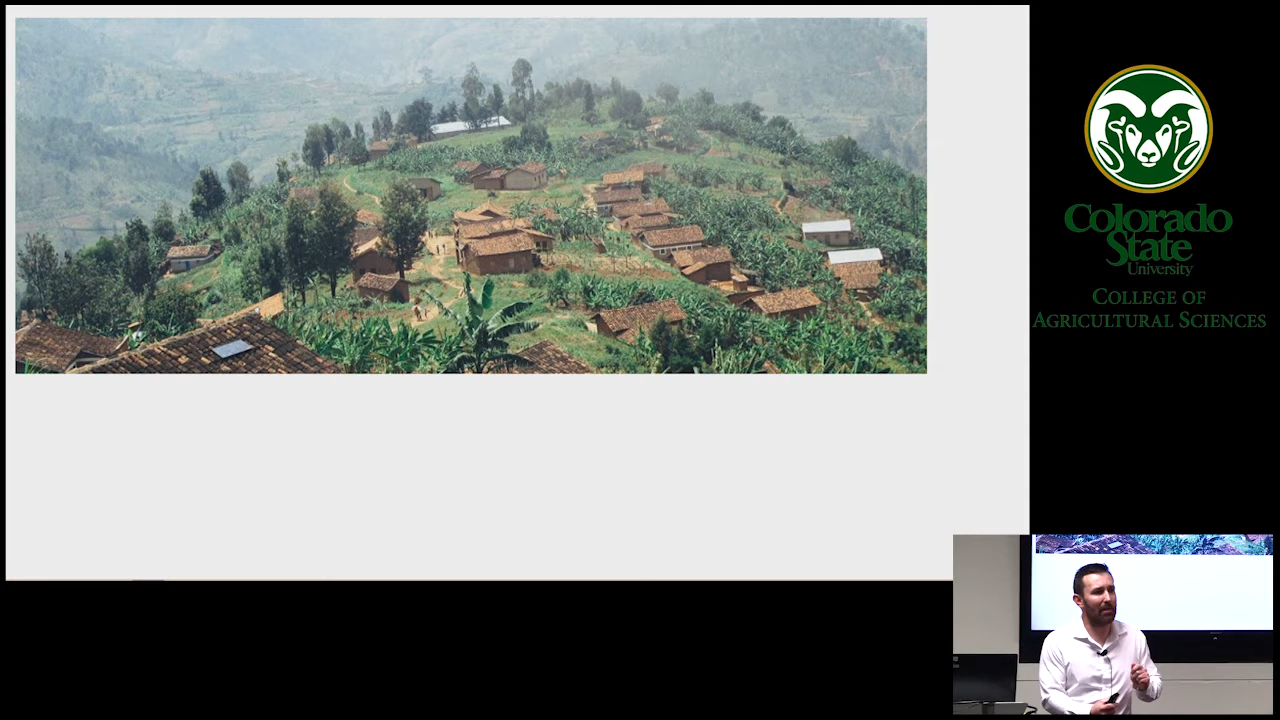 Colorado
State
University
COLLEGE OF
AGRICULTURAL SCIENCES